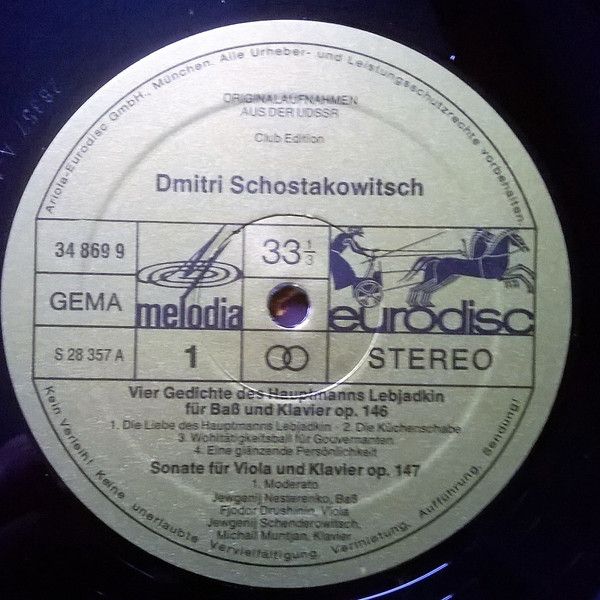 Ariola-Eurodisc GmbH., München. Alle Urheber- und Leistungsschutzrechte vorbehalten.
ORIGINALAUFNAHMEN
AUS DER UDSSR
Club Edition
Dmitri Schostakowitsch
34 869 9
33 1/3
GEMA
melodia
eurodisc
S 28 357 A
1
STEREO
Vier Gedichte des Hauptmanns Lebjadkin
für Baß und Klavier op. 146
1. Die Liebe des Hauptmanns Lebjadkin - 2. Die Küchenschabe
3. Wohltätigkeitsball für Gouvernanten
4. Eine glänzende Persönlichkeit
Sonate für Viola und Klavier op. 147
1. Moderato
Jewgenij Nesterenko, Baß
Fjodor Drushinin, Viola
Jewgenij Schenderowitsch,
Michail Muntjan, Klavier
Kein Verleih! Keine unerlaubte Vervielfältigung, Vermietung, Aufführung, Sendung!